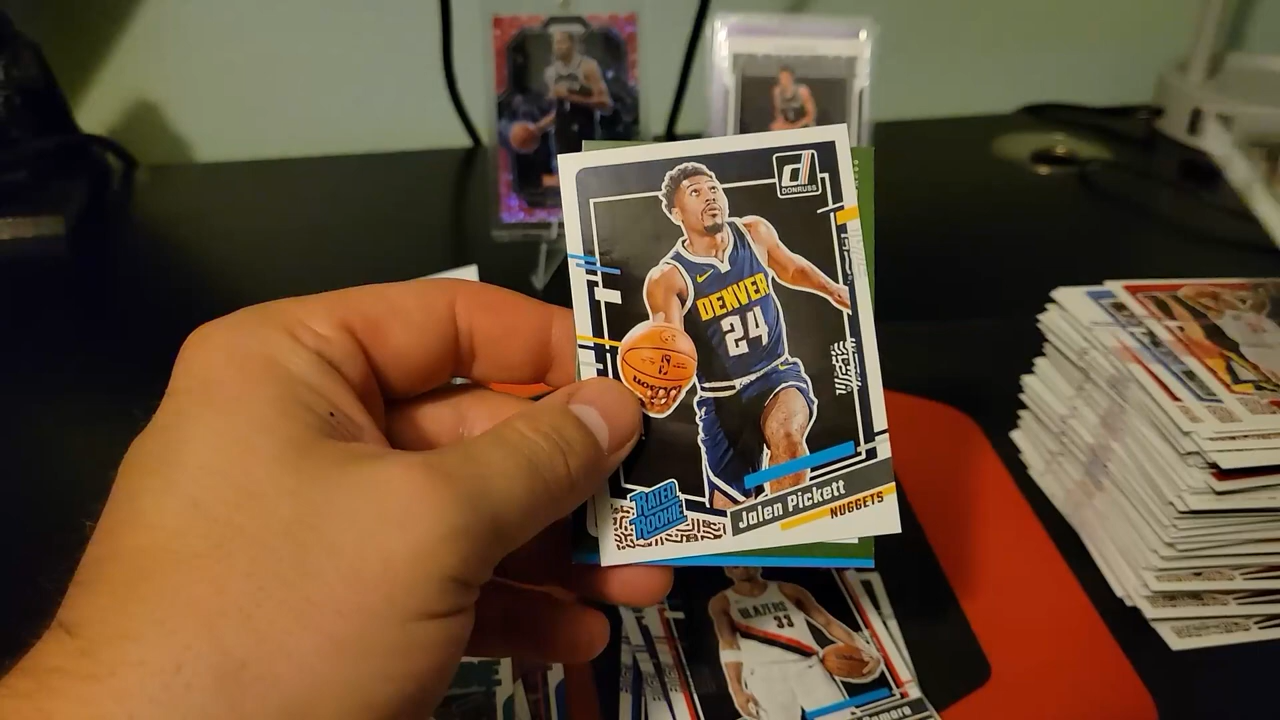 DONRUSS
DENVER
24
Wilson
RATED
ROOKIE
Jalen Pickett
NUGGETS
BLAZERS
33